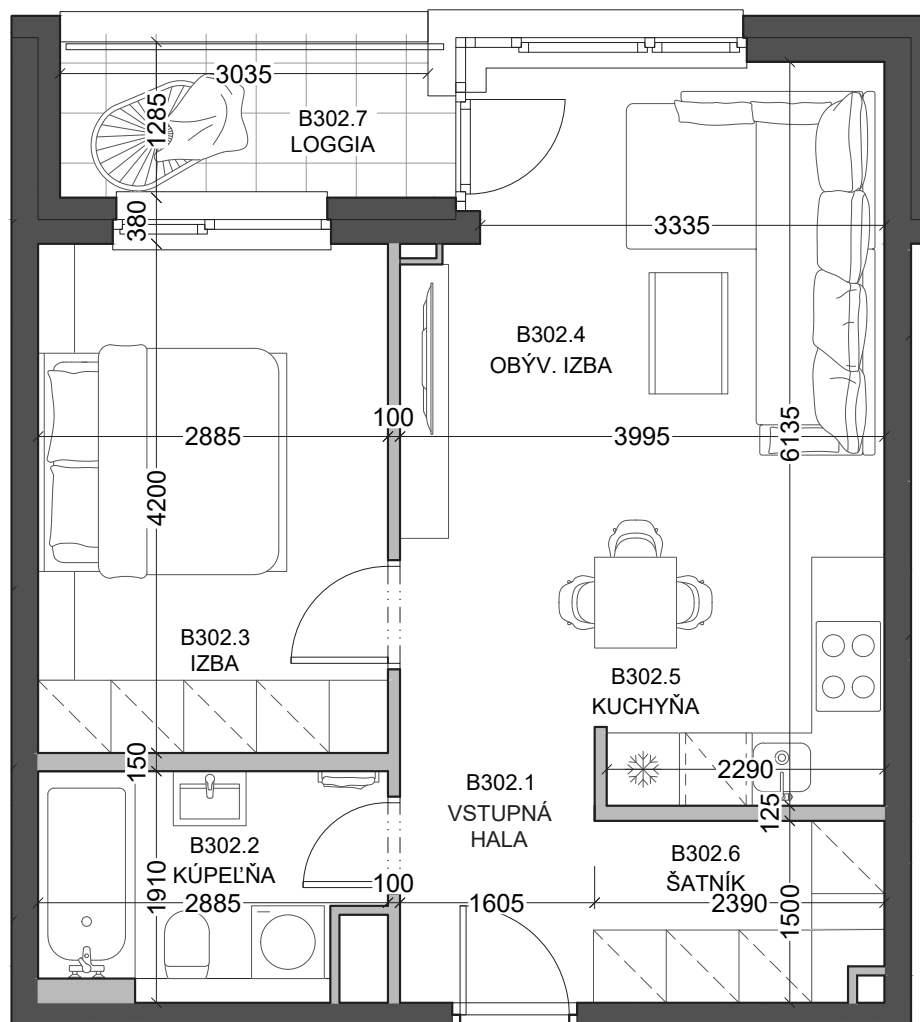 3035
1285
B302.7
LOGGIA
380
3335
B302.4
OBÝV. IZBA
100
2885
3995
6135
4200
B302.3
IZBA
B302.5
KUCHYŇA
150
2290
B302.1
VSTUPNÁ
HALA
125
B302.2
KÚPEĽŇA
B302.6
ŠATNÍK
1910
100
2885
1605
2390
1500